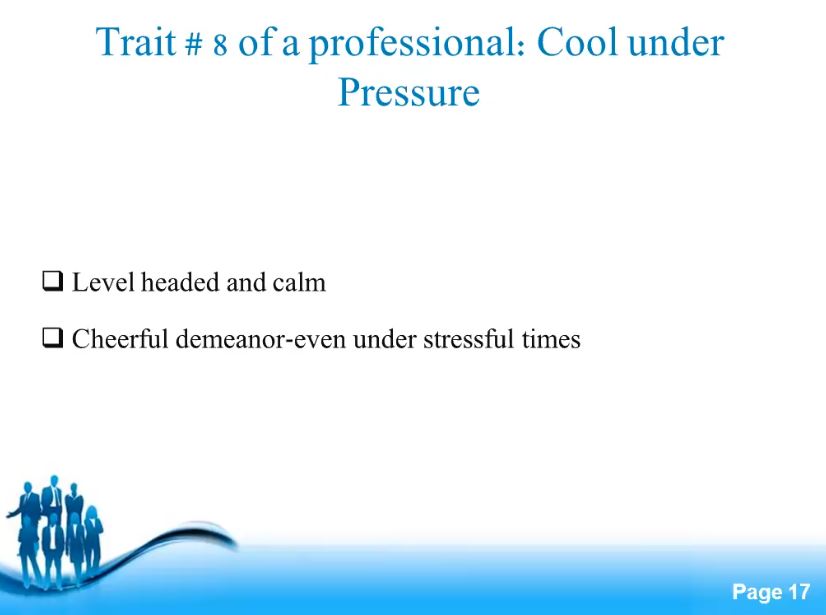 Trait # 8 of a professional: Cool under
Pressure
❑ Level headed and calm
❑ Cheerful demeanor-even under stressful times
Page 17